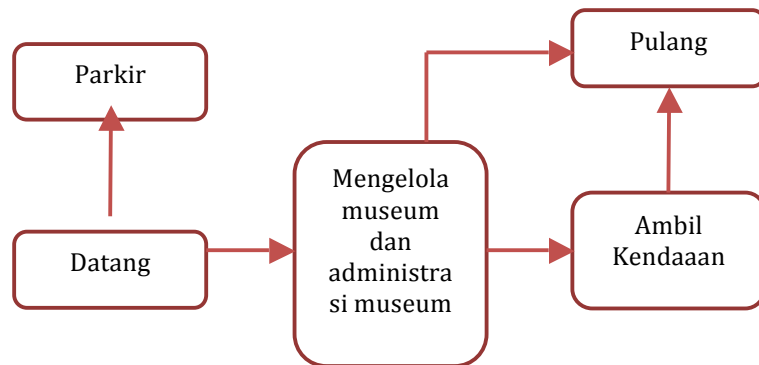 Parkir
Pulang
Datang
Mengelola
museum
dan
administra
si museum
Ambil
Kendaaan